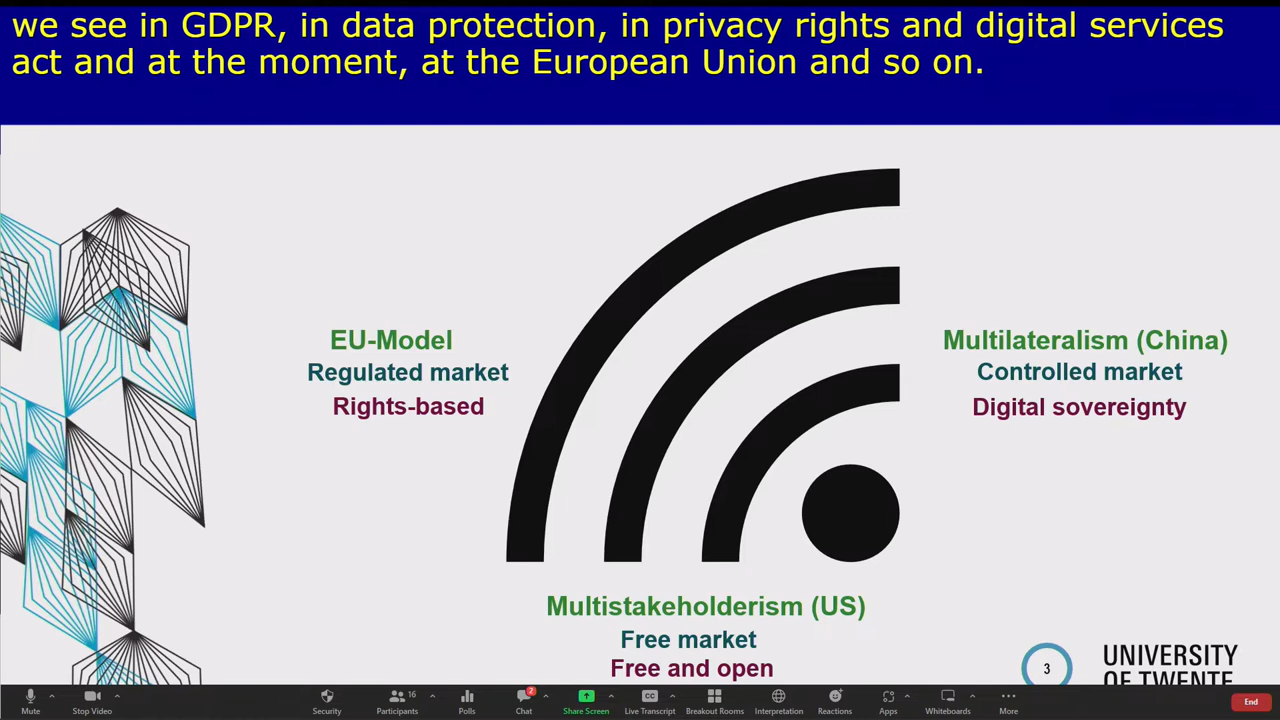 we see in GDPR, in data protection, in privacy rights and digital services
act and at the moment, at the European Union and so on.
EU-Model
Regulated market
Rights-based
Multilateralism (China)
Controlled market
Digital sovereignty
Multistakeholderism (US)
Free market
Free and open
3
UNIVERSITY
OF TWENTE
Mute
Stop Video
Security
16
Participants
Polls
2
Chat
Share Screen
CC
Live Transcript
Breakout Rooms
Interpretation
Reactions
Apps
Whiteboards
More
End